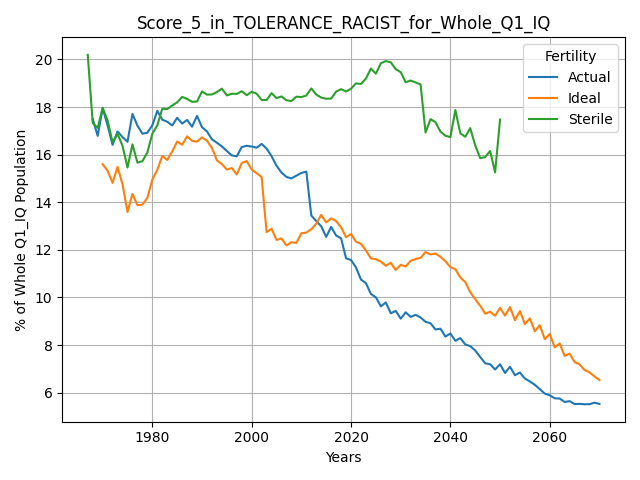 Score_5_in_TOLERANCE_RACIST_for_Whole_Q1_IQ
Fertility
Actual
Ideal
Sterile
% of Whole Q1_IQ Population
20
18
16
14
12
10
8
6
1980
2000
2020
2040
2060
Years